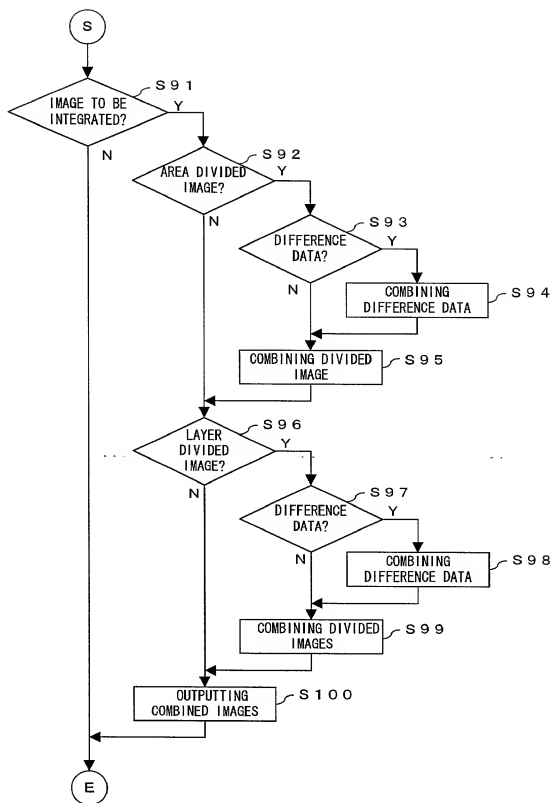 S
S91
IMAGE TO BE
INTEGRATED?
Y
N
S92
AREA DIVIDED
IMAGE?
Y
N
S93
DIFFERENCE
DATA?
Y
N
S94
COMBINING
DIFFERENCE DATA
S95
COMBINING DIVIDED
IMAGE
S96
LAYER
DIVIDED
IMAGE?
Y
N
S97
DIFFERENCE
DATA?
Y
N
S98
COMBINING
DIFFERENCE DATA
S99
COMBINING DIVIDED
IMAGES
S100
OUTPUTTING
COMBINED IMAGES
E